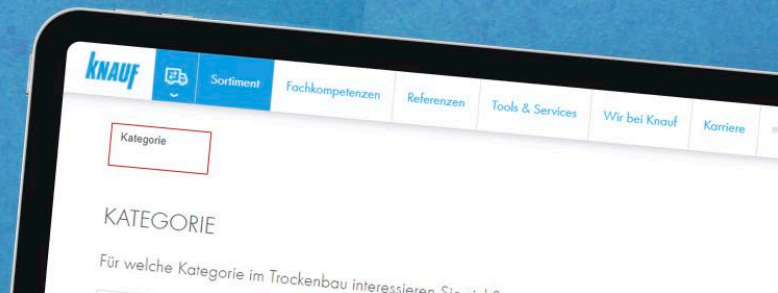 KNAUF
Sortiment
Fachkompetenzen
Referenzen
Tools & Services
Wir bei Knauf
Karriere
Kategorie
KATEGORIE
Für welche Kategorie im Trockenbau interessieren